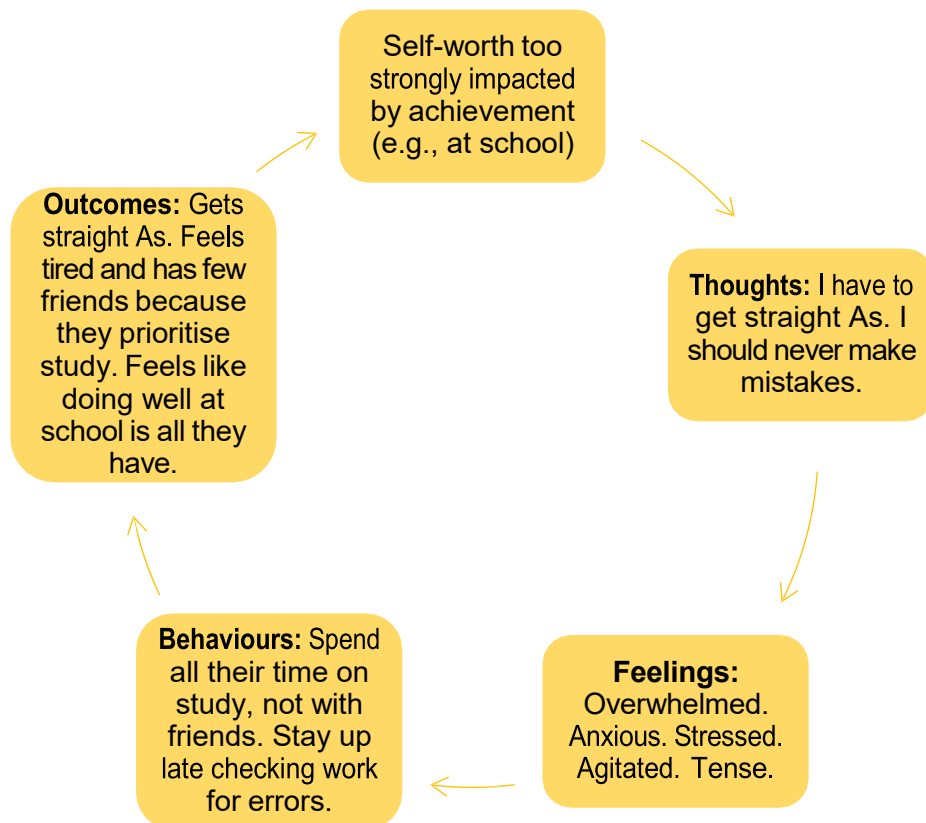 Self-worth too
strongly impacted
by achievement
(e.g., at school)
Thoughts: I have to
get straight As. I
should never make
mistakes.
Feelings:
Overwhelmed.
Anxious. Stressed.
Agitated. Tense.
Behaviours: Spend
all their time on
study, not with
friends. Stay up
late checking work
for errors.
Outcomes: Gets
straight As. Feels
tired and has few
friends because
they prioritise
study. Feels like
doing well at
school is all they
have.